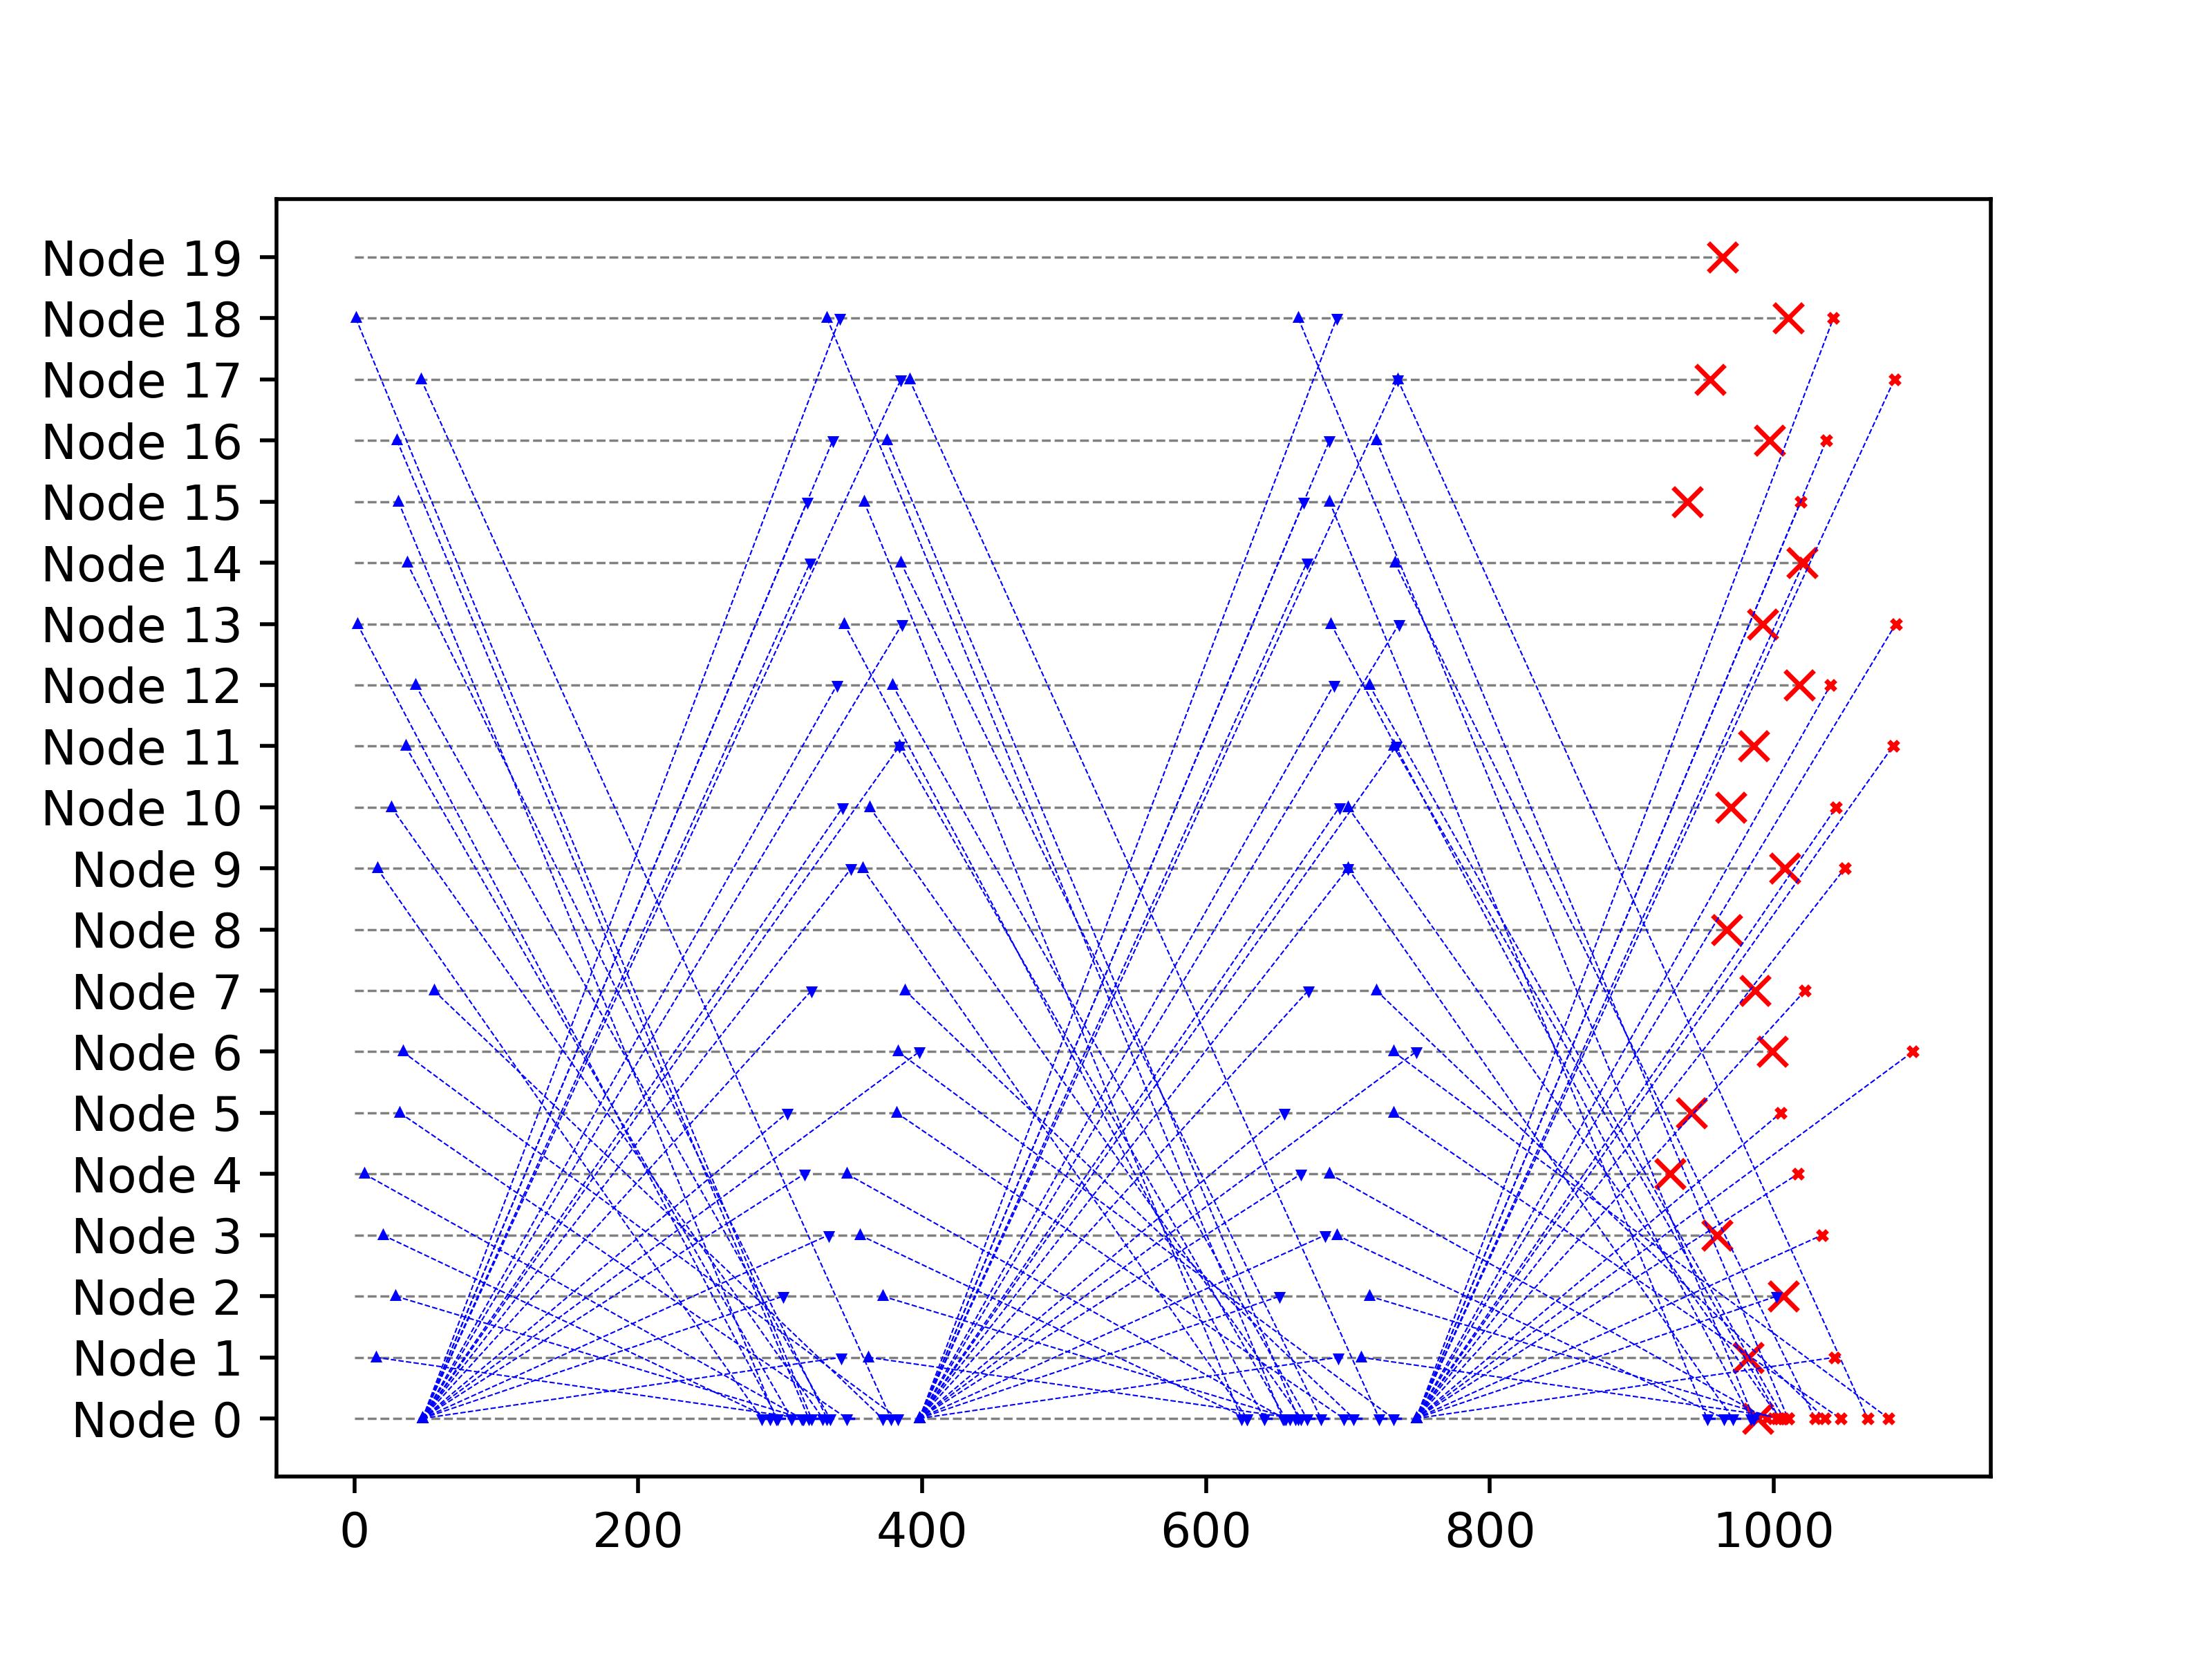 Node 19
Node 18
Node 17
Node 16
Node 15
Node 14
Node 13
Node 12
Node 11
Node 10
Node 9
Node 8
Node 7
Node 6
Node 5
Node 4
Node 3
Node 2
Node 1
Node 0
0 200 400 600 800 1000